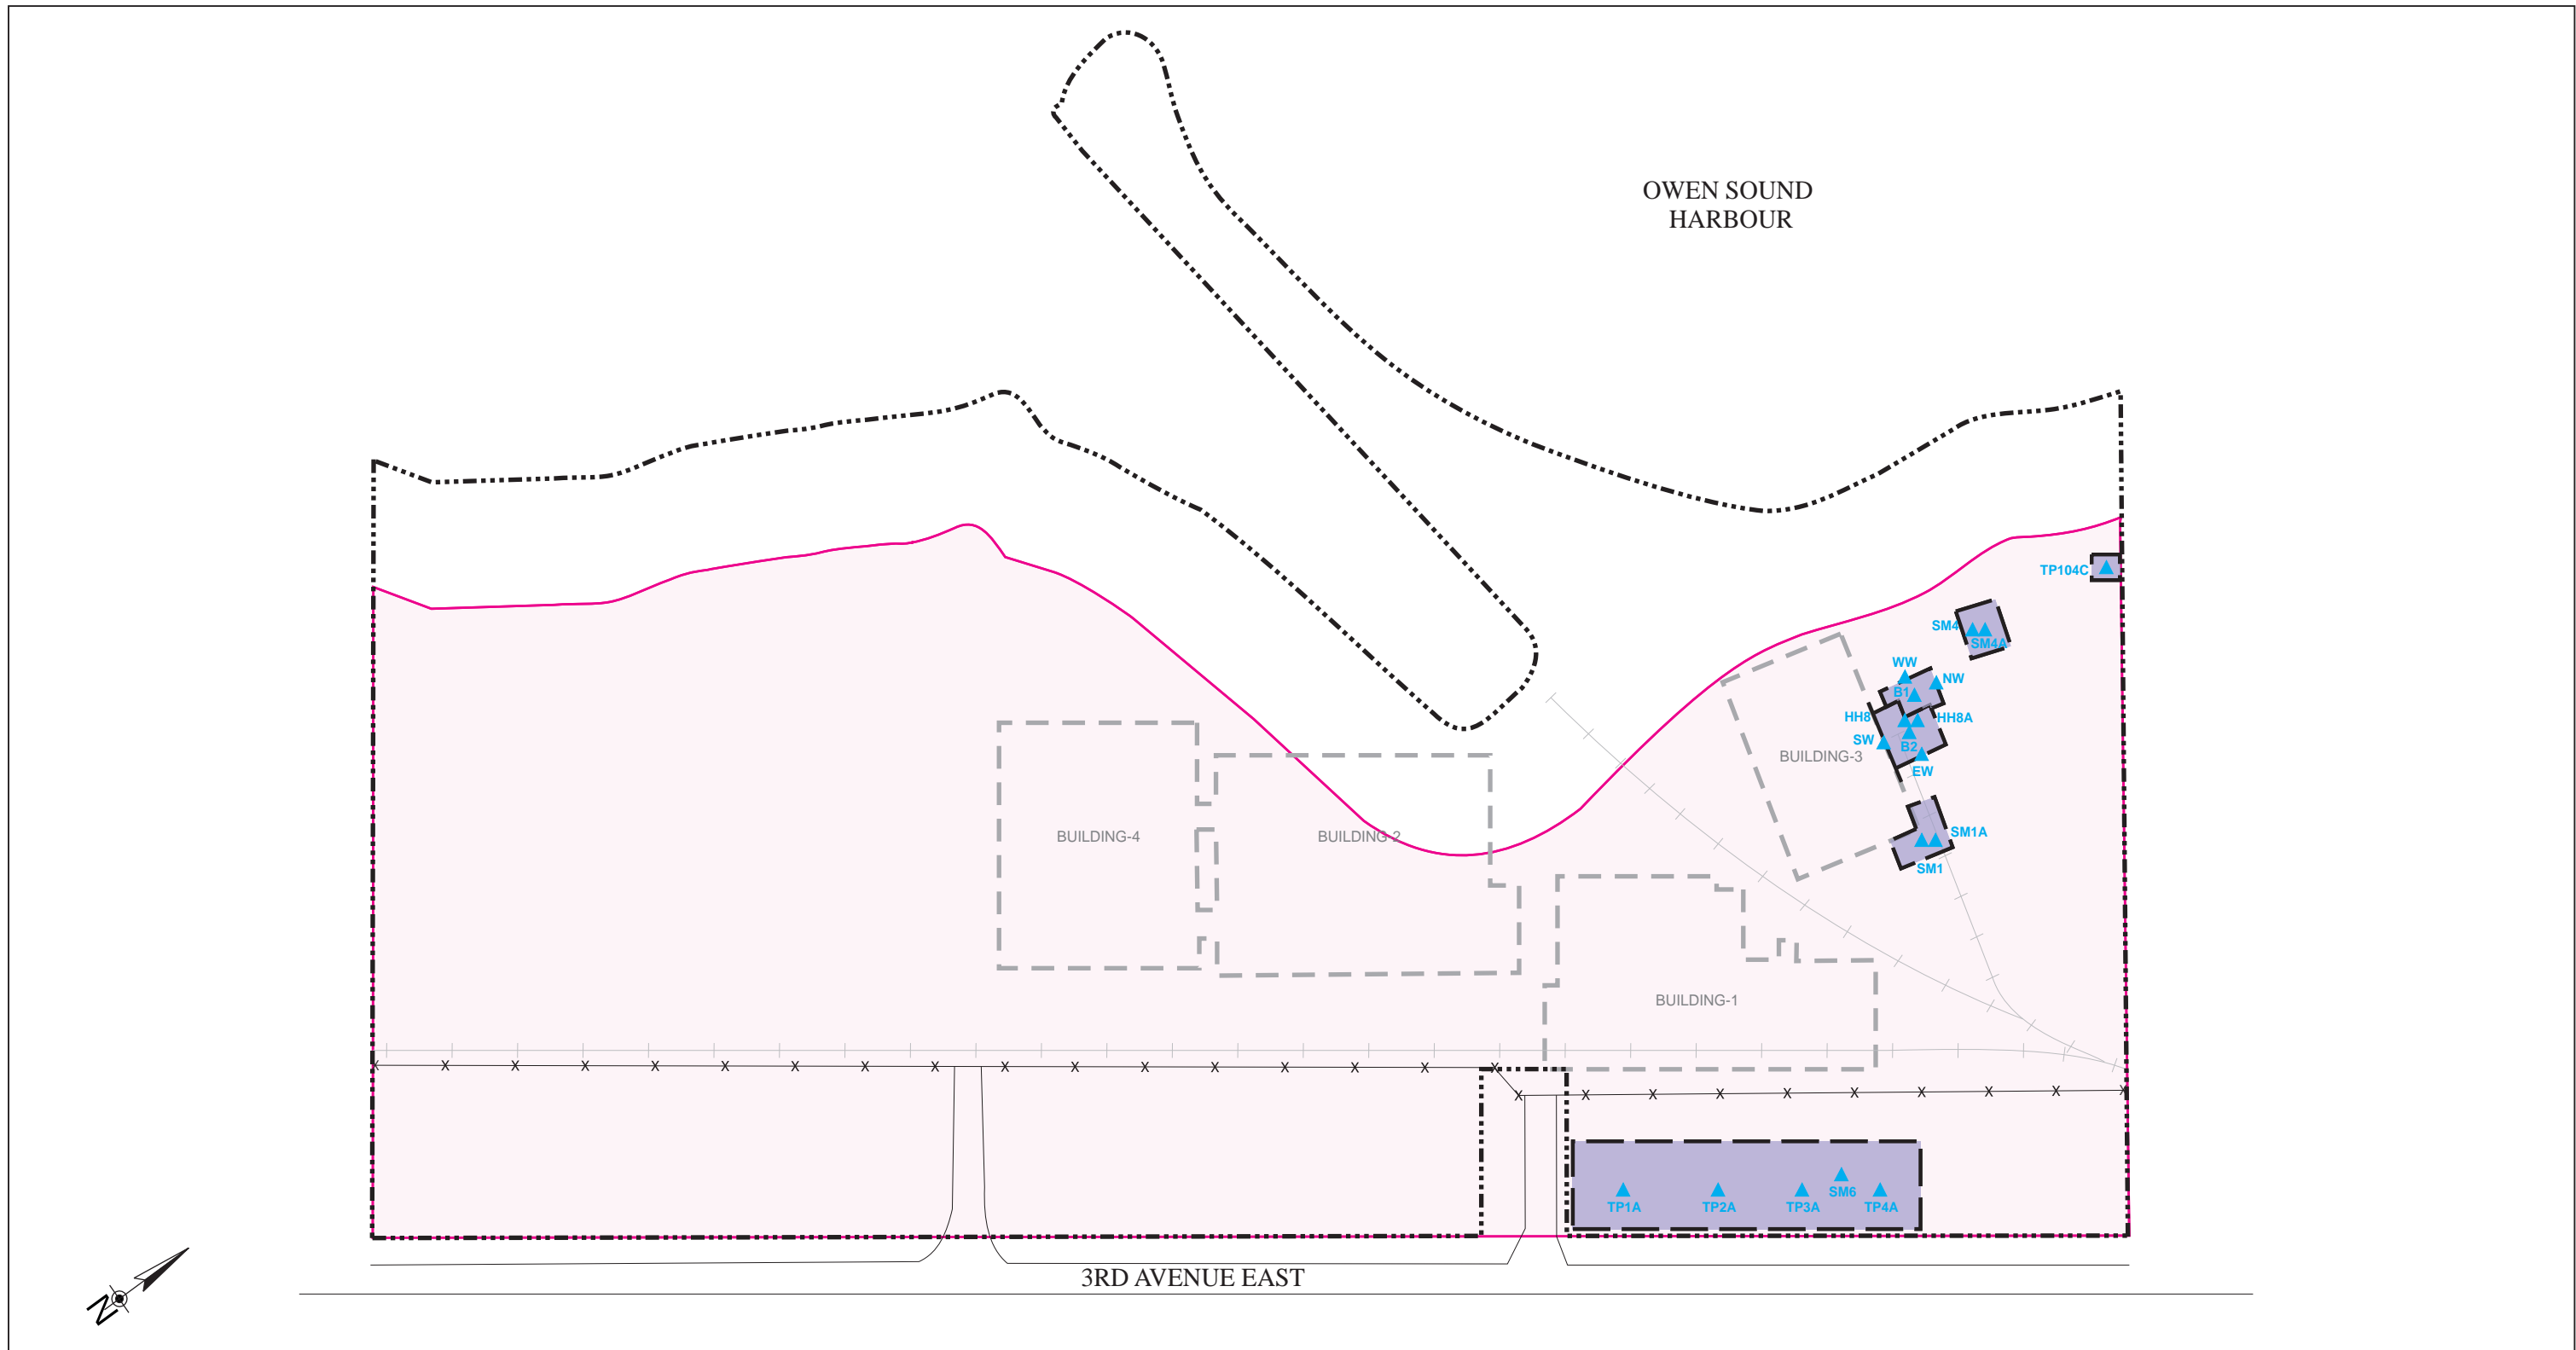 OWEN SOUND
HARBOUR
TP104C
SM4
SM4A
WW
NW
B1
HH8
HH8A
SW
B2
EW
BUILDING-3
SM1A
SM1
BUILDING-4
BUILDING-2
BUILDING-1
X X X X X X X X X X X X X X X X X
X X X X X X X X X X
SM6
TP1A
TP2A
TP3A
TP4A
3RD AVENUE EAST
N